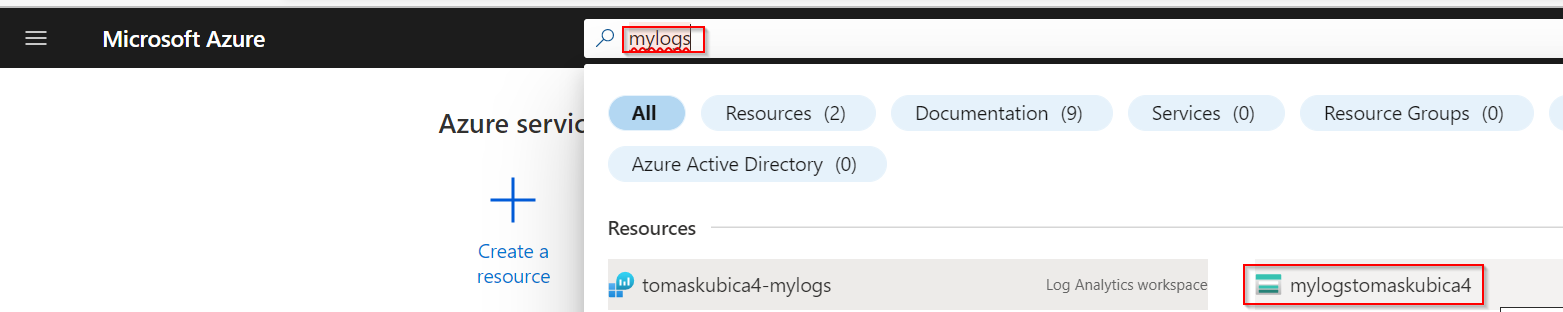 Microsoft Azure
mylogs
All Resources (2) Documentation (9) Services (0) Resource Groups (0)
Azure Active Directory (0)
Azure servic
Create a
resource
Resources
tomaskubica4-mylogs Log Analytics workspace mylogstomaskubica4